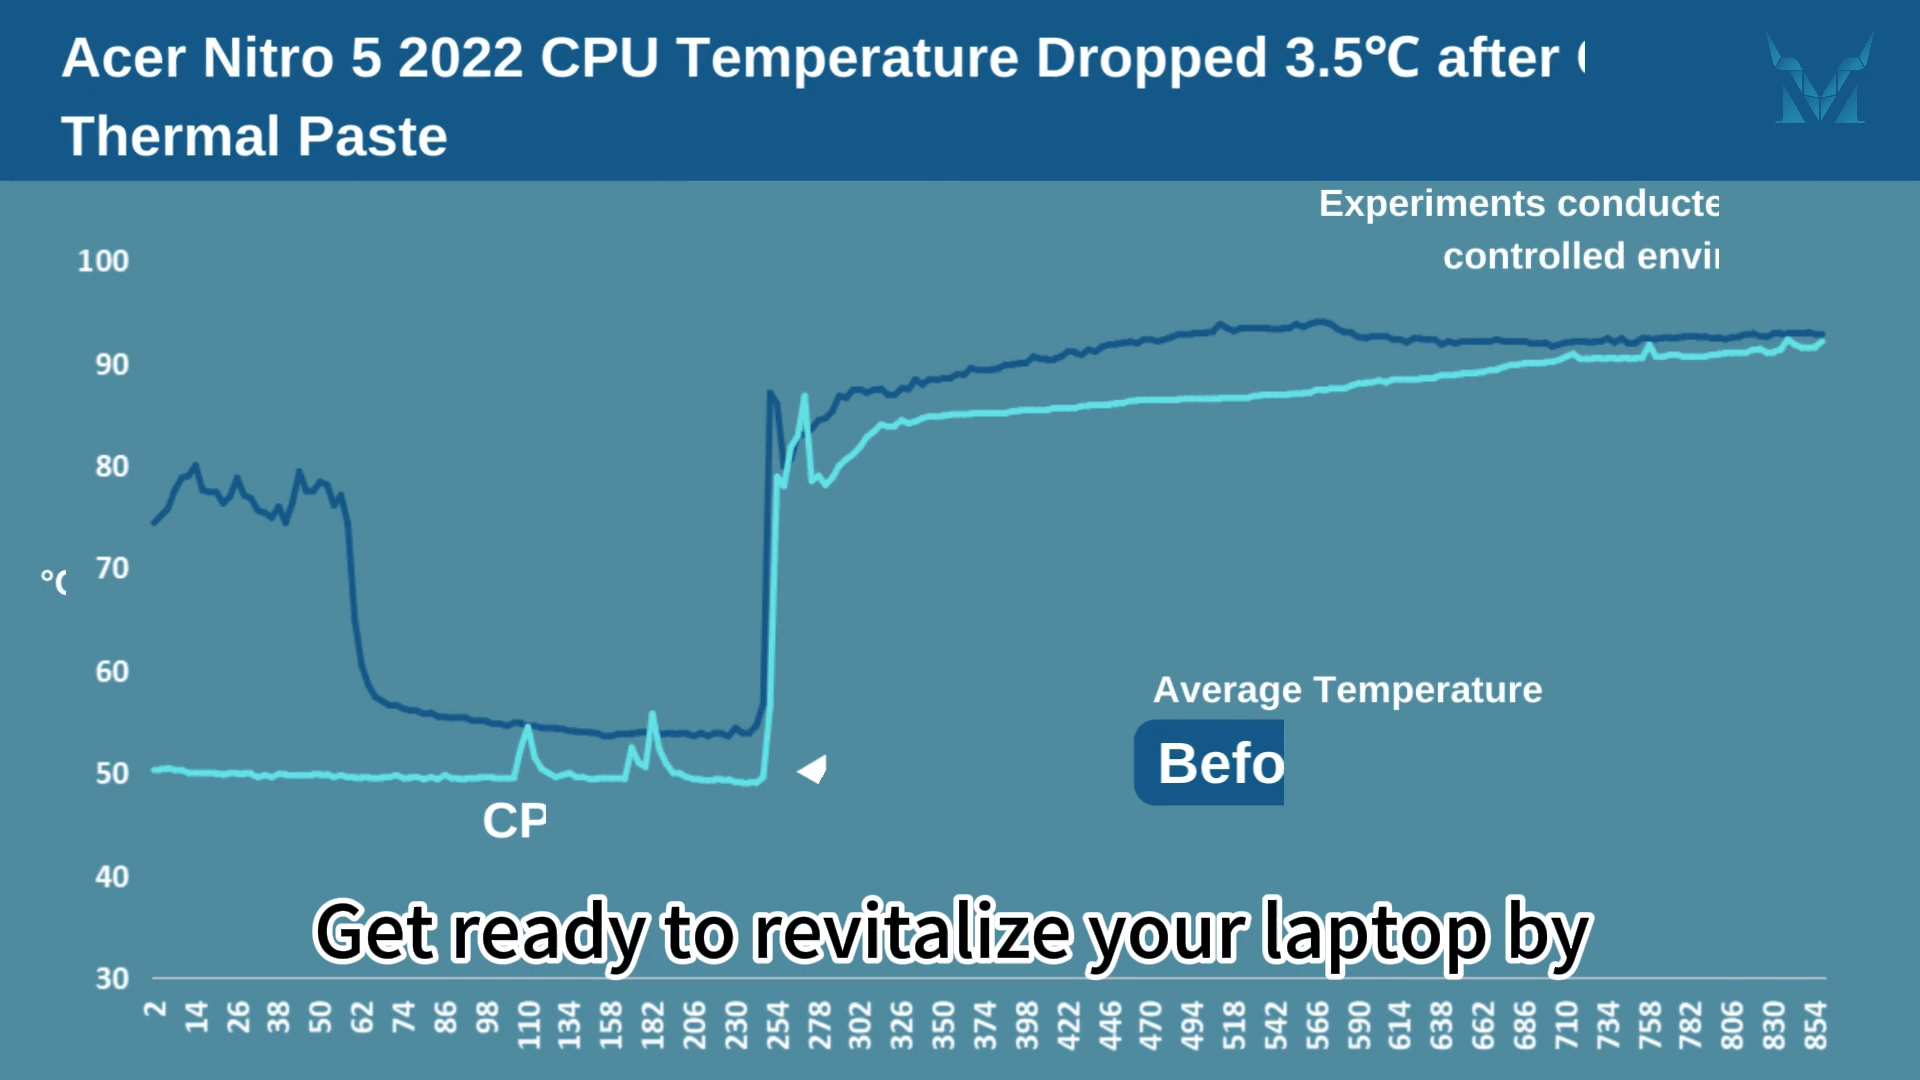 Acer Nitro 5 2022 CPU Temperature Dropped 3.5℃ after
Thermal Paste
Experiments conducte
controlled envi
100
90
80
70
60
50
40
30
°C
Average Temperature
Befo
CP
Get ready to revitalize your laptop by
2 14 26 38 50 62 74 86 98 110 134 158 182 206 230 254 278 302 326 350 374 398 422 446 470 494 518 542 566 590 614 638 662 686 710 734 758 782 806 830 854